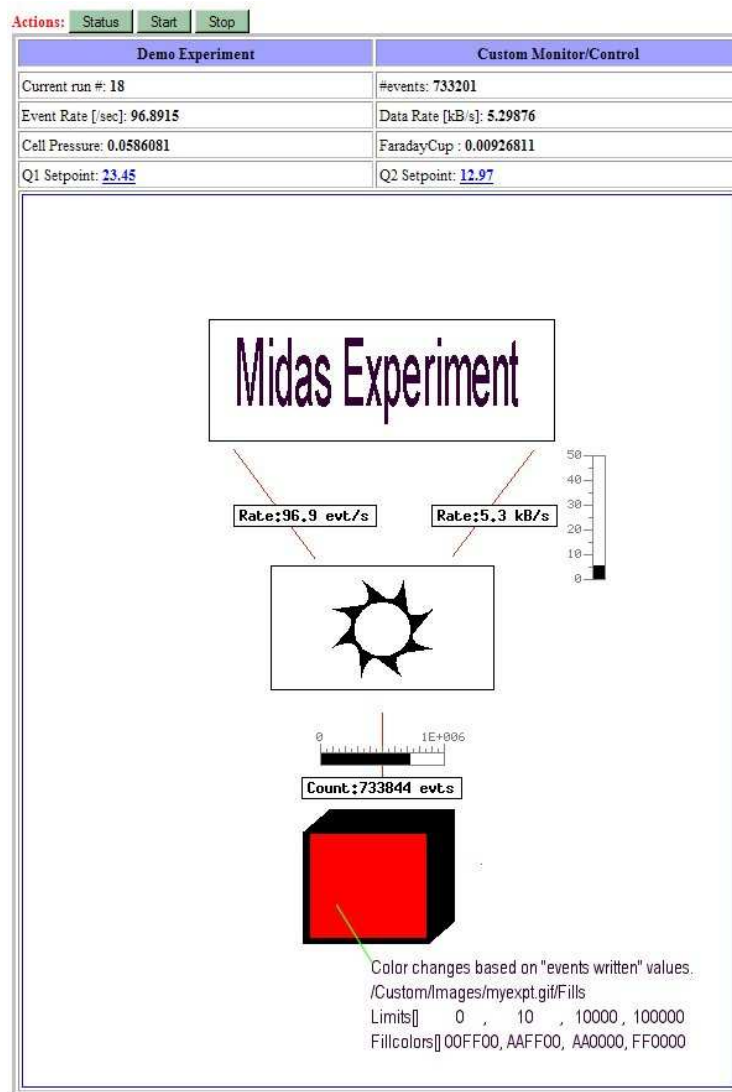 Actions: Status Start Stop
Demo Experiment Custom Monitor/Control
Current run #: 18 #events: 733201
Event Rate [/sec]: 96.8915 Data Rate [kB/s]: 5.29876
Cell Pressure: 0.0586081 FaradayCup : 0.00926811
Q1 Setpoint: 23.45 Q2 Setpoint: 12.97
Midas Experiment
50
40
30
20
10
0
Rate:96.9 evt/s Rate:5.3 kB/s
0 1E+006
Count:733844 evts
Color changes based on "events written" values.
/Custom/Images/myexpt.gif/Fills
Limits[] 0 , 10 , 10000 , 100000
Fillcolors[] 00FF00, AAFF00, AA0000, FF0000